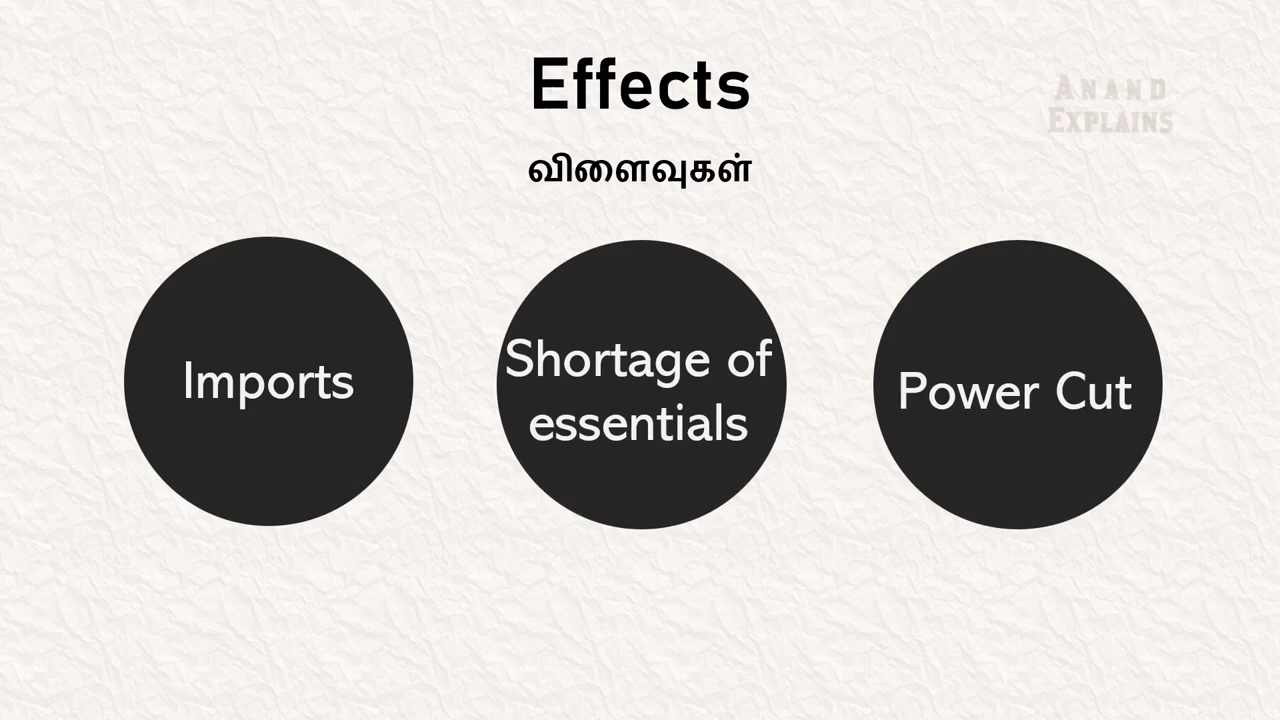 Effects
விளைவுகள்
ANAND
EXPLAINS
Imports
Shortage of
essentials
Power Cut